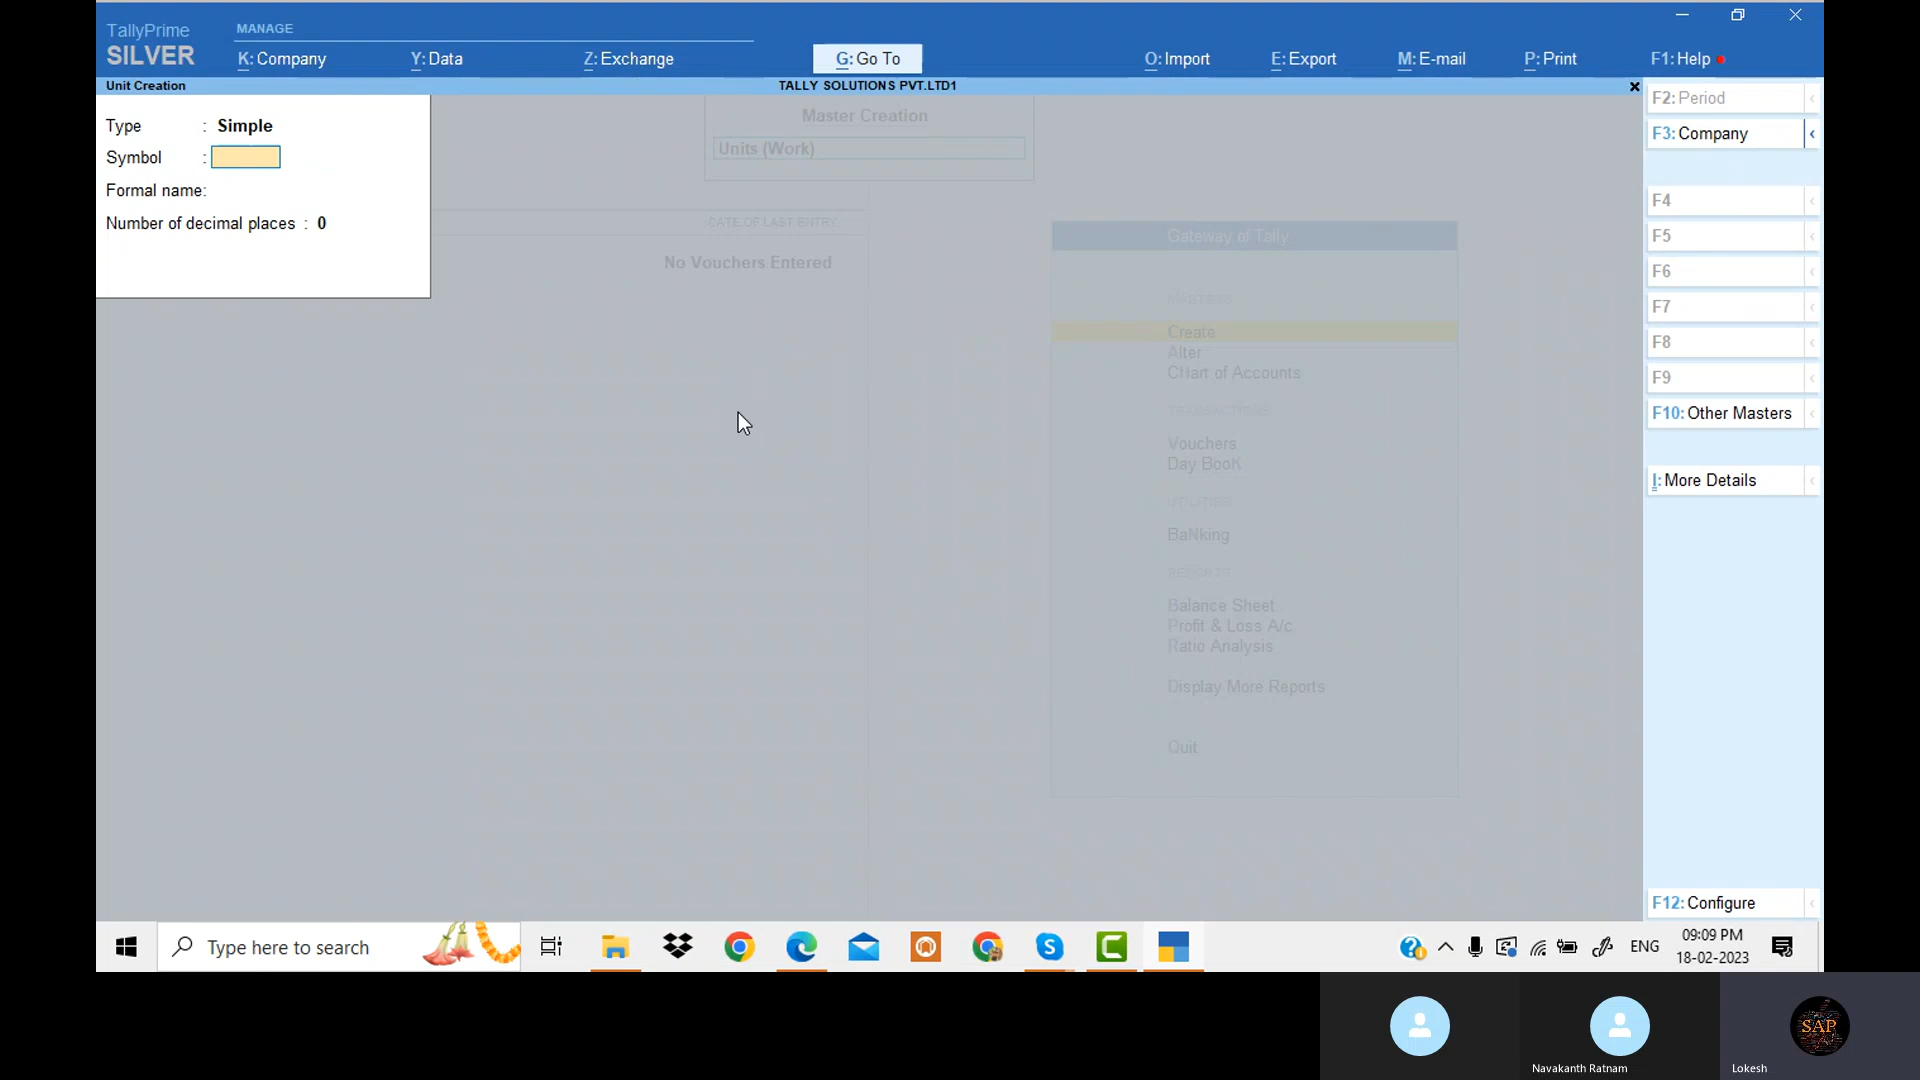 TallyPrime
SILVER
MANAGE
K: Company
Y: Data
Z: Exchange
G: Go To
O: Import
E: Export
M: E-mail
P: Print
F1: Help
Unit Creation
TALLY SOLUTIONS PVT.LTD1
Type : Simple
Symbol :
Formal name:
Number of decimal places : 0
Master Creation
Units (Work)
DATE OF LAST ENTRY
No Vouchers Entered
Gateway of Tally
MASTERS
Create
Alter
CHart of Accounts
TRANSACTIONS
Vouchers
Day BooK
UTILITIES
BaNking
REPORTS
Balance Sheet
Profit & Loss A/c
Ratio Analysis
Display More Reports
Quit
F2: Period
F3: Company
F4
F5
F6
F7
F8
F9
F10: Other Masters
I: More Details
F12: Configure
Type here to search
ENG
09:09 PM
18-02-2023
SAP
Navakanth Ratnam
Lokesh